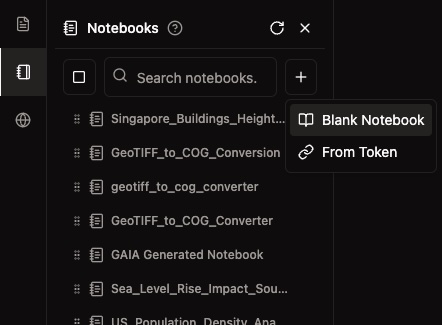 Notebooks
Search notebooks.
Singapore_Buildings_Height...
Blank Notebook
GeoTIFF_to_COG_Conversion
From Token
geotiff_to_cog_converter
GeoTIFF_to_COG_Converter
GAIA Generated Notebook
Sea_Level_Rise_Impact_Sou...
US_Population_Density_Ana